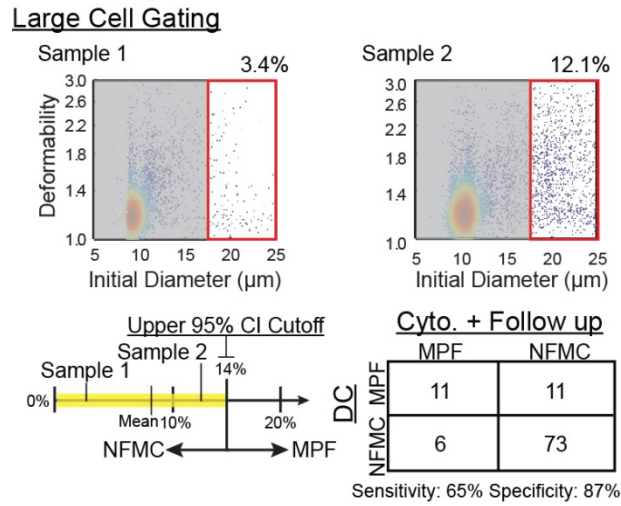 Large Cell Gating
Sample 1
3.4%
Deformability
3.0
2.6
2.2
1.8
1.4
1.0
5 10 15 20 25
Initial Diameter (µm)
Sample 2
12.1%
3.0
2.6
2.2
1.8
1.4
1.0
5 10 15 20 25
Initial Diameter (µm)
Upper 95% CI Cutoff
Sample 2
14%
Sample 1
0%
Mean 10% 20%
NFMC MPF
Cyto. + Follow up
MPF NFMC
DC
MPF 11 11
NFMC 6 73
Sensitivity: 65% Specificity: 87%